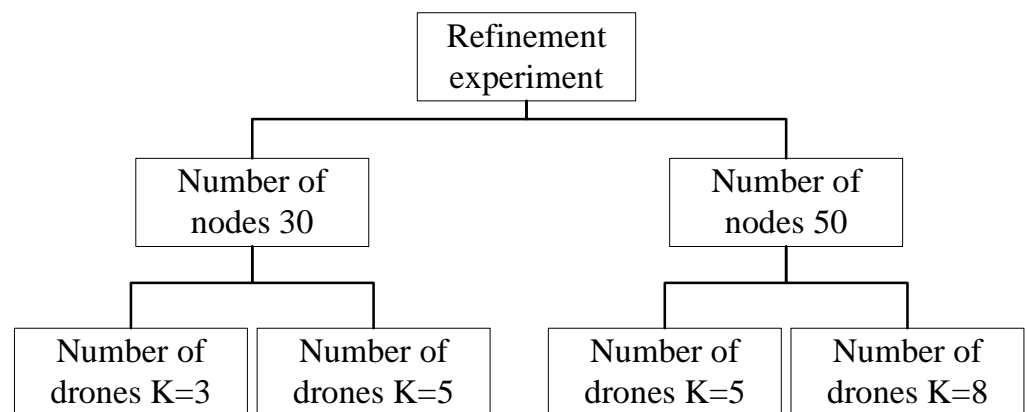 Refinement
experiment
Number of
nodes 30
Number of
nodes 50
Number of
drones K=3
Number of
drones K=5
Number of
drones K=5
Number of
drones K=8